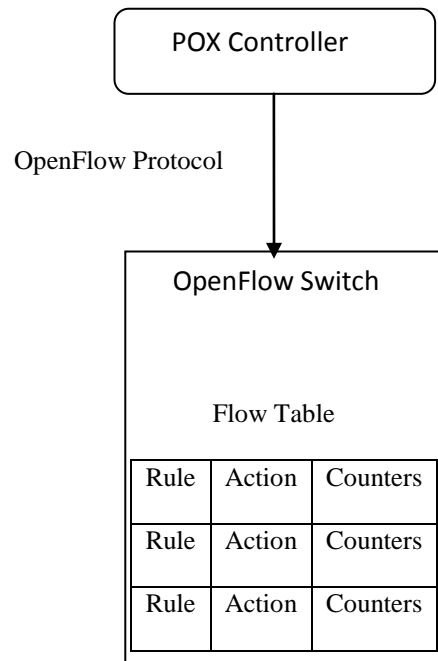 POX Controller
OpenFlow Protocol
OpenFlow Switch
Flow Table
Rule Action Counters
Rule Action Counters
Rule Action Counters